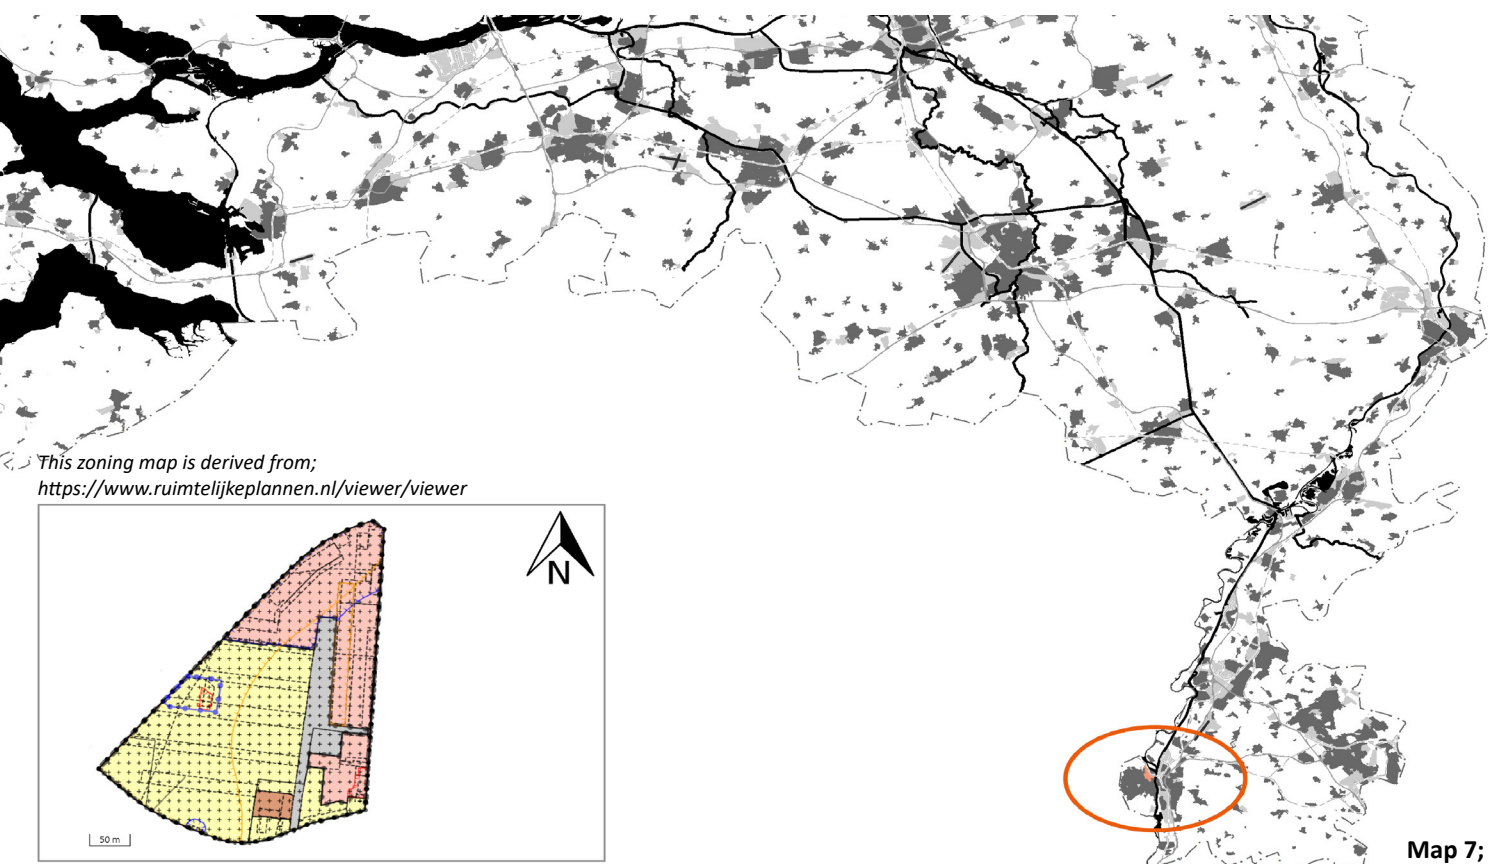 This zoning map is derived from;
https://www.ruimtelijkeplannen.nl/viewer/viewer
N
50 m
Map 7;